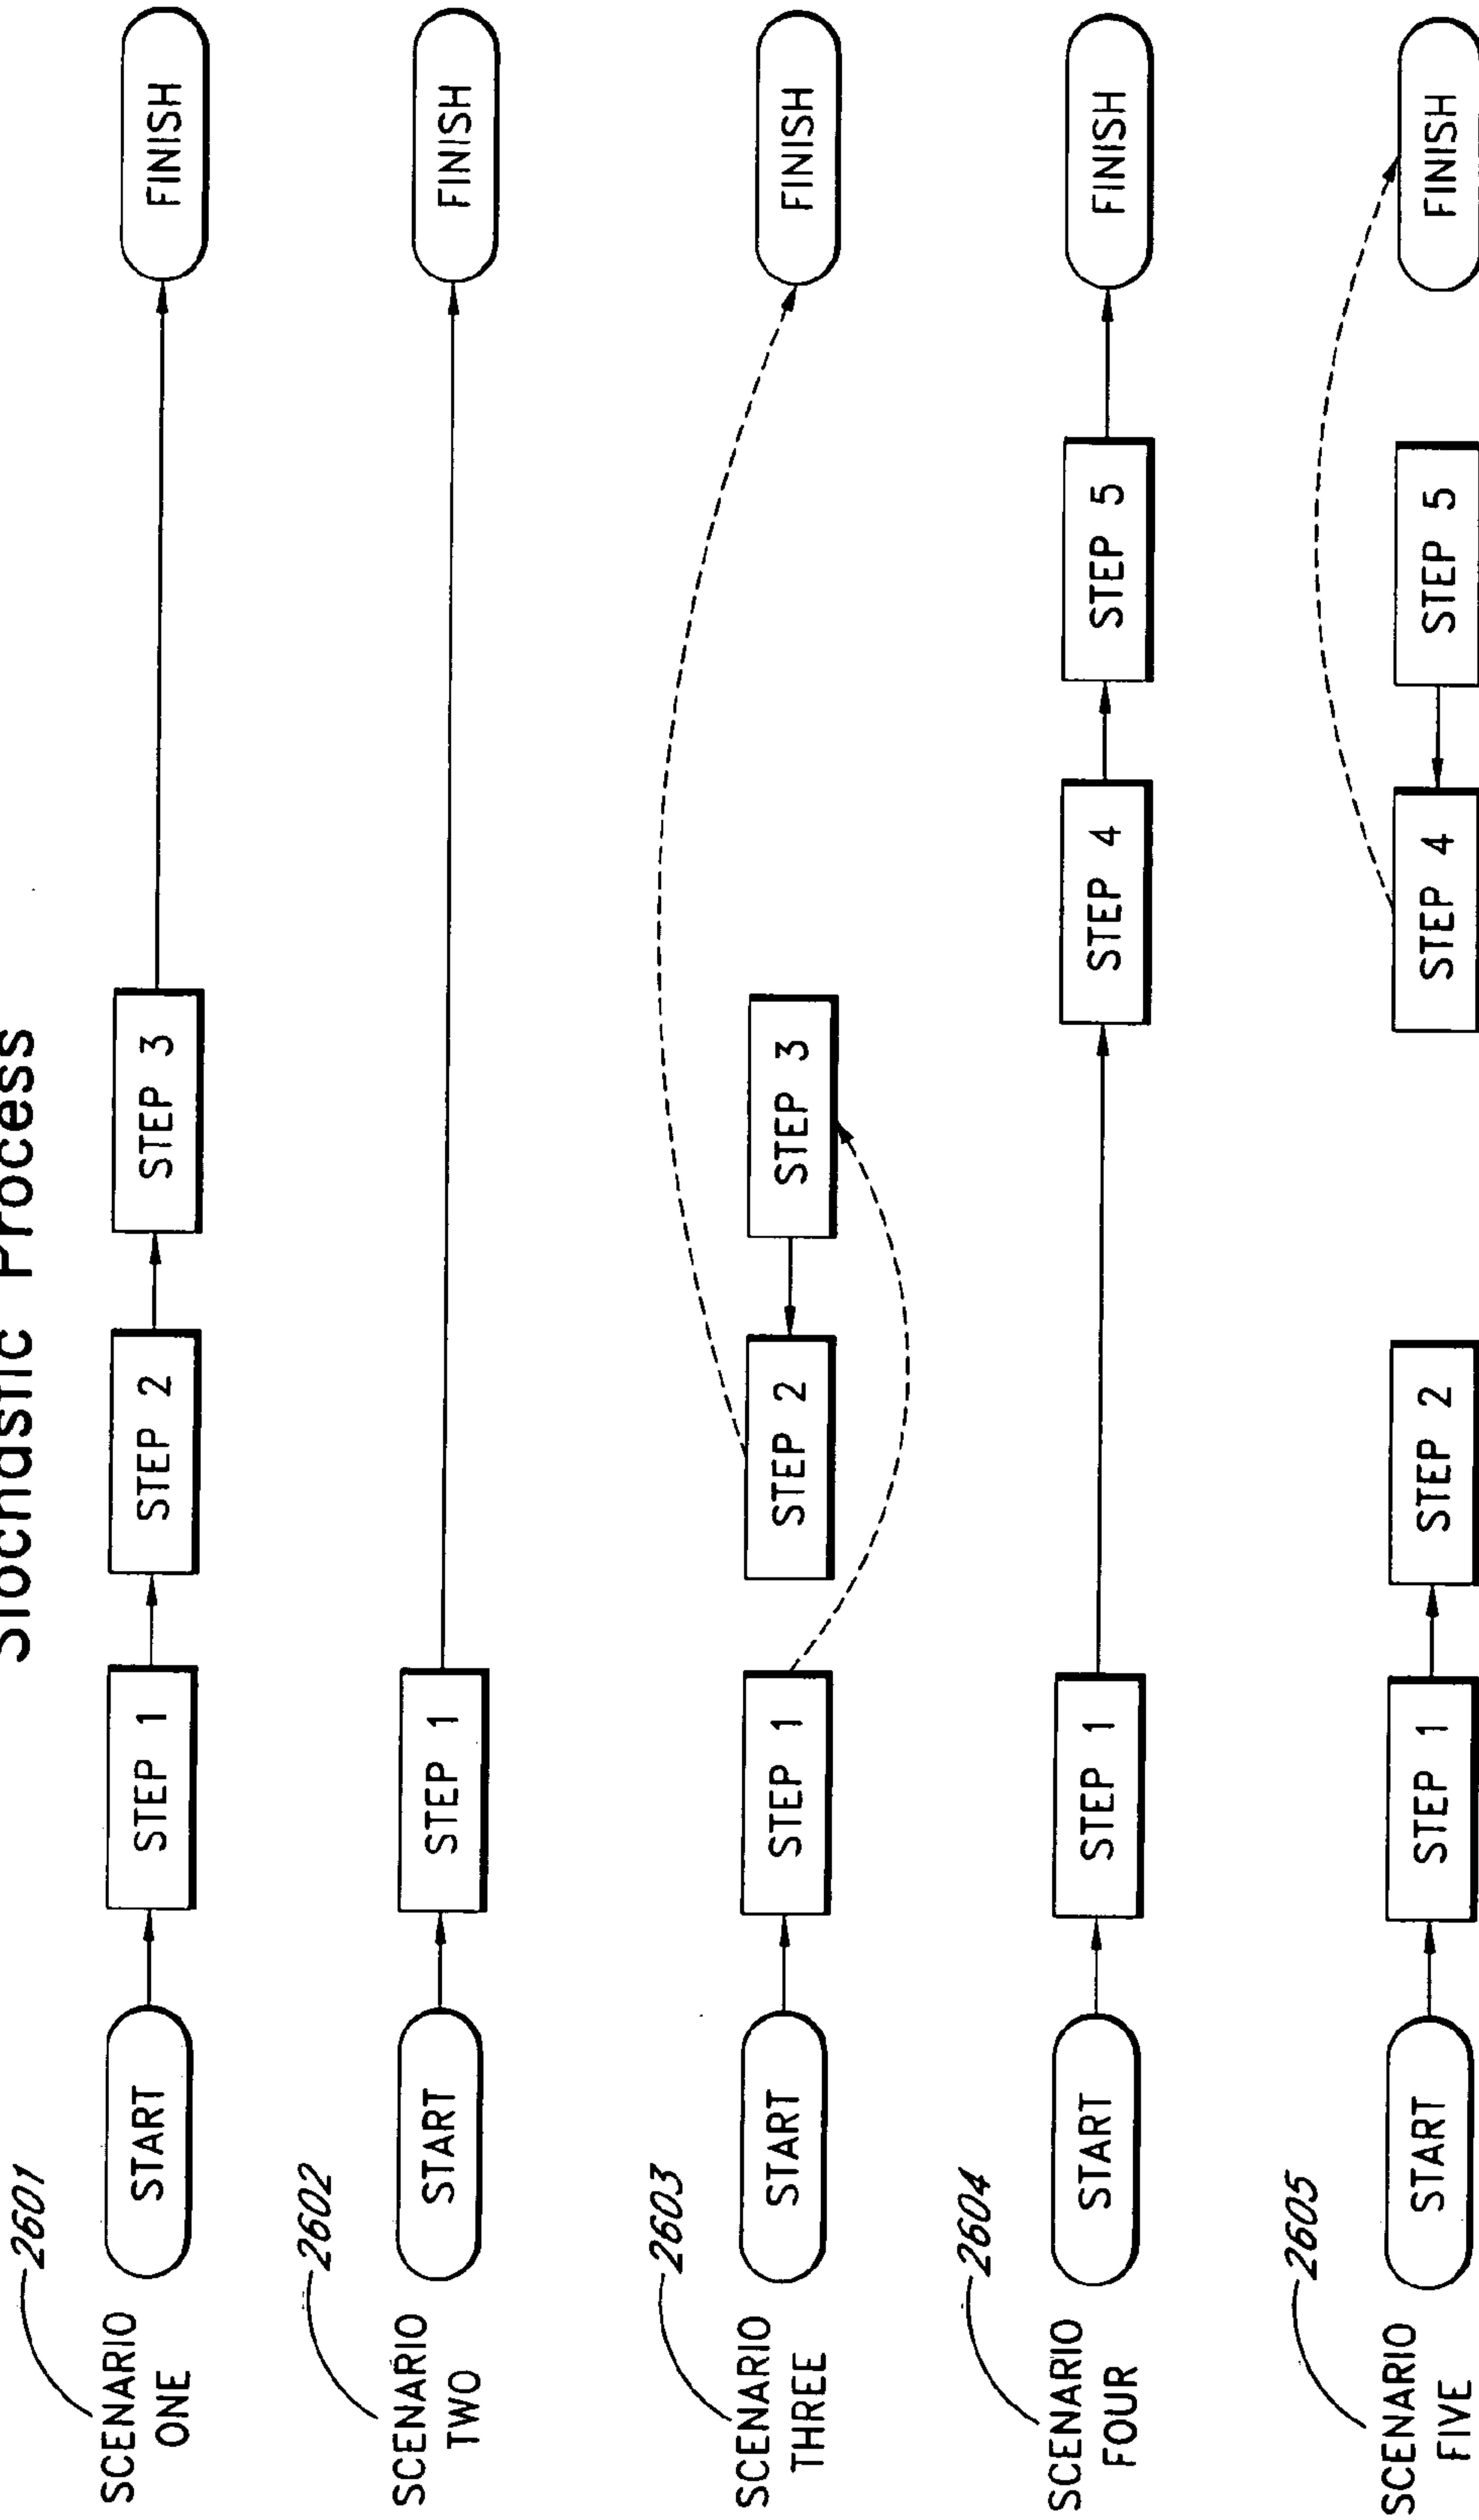 Stochastic Process
2601
SCENARIO
ONE
START
STEP 1
STEP 2
STEP 3
FINISH
2602
SCENARIO
TWO
START
STEP 1
FINISH
2603
SCENARIO
THREE
START
STEP 1
STEP 2
STEP 3
FINISH
2604
SCENARIO
FOUR
START
STEP 1
STEP 4
STEP 5
FINISH
2605
SCENARIO
FIVE
START
STEP 1
STEP 2
STEP 4
STEP 5
FINISH